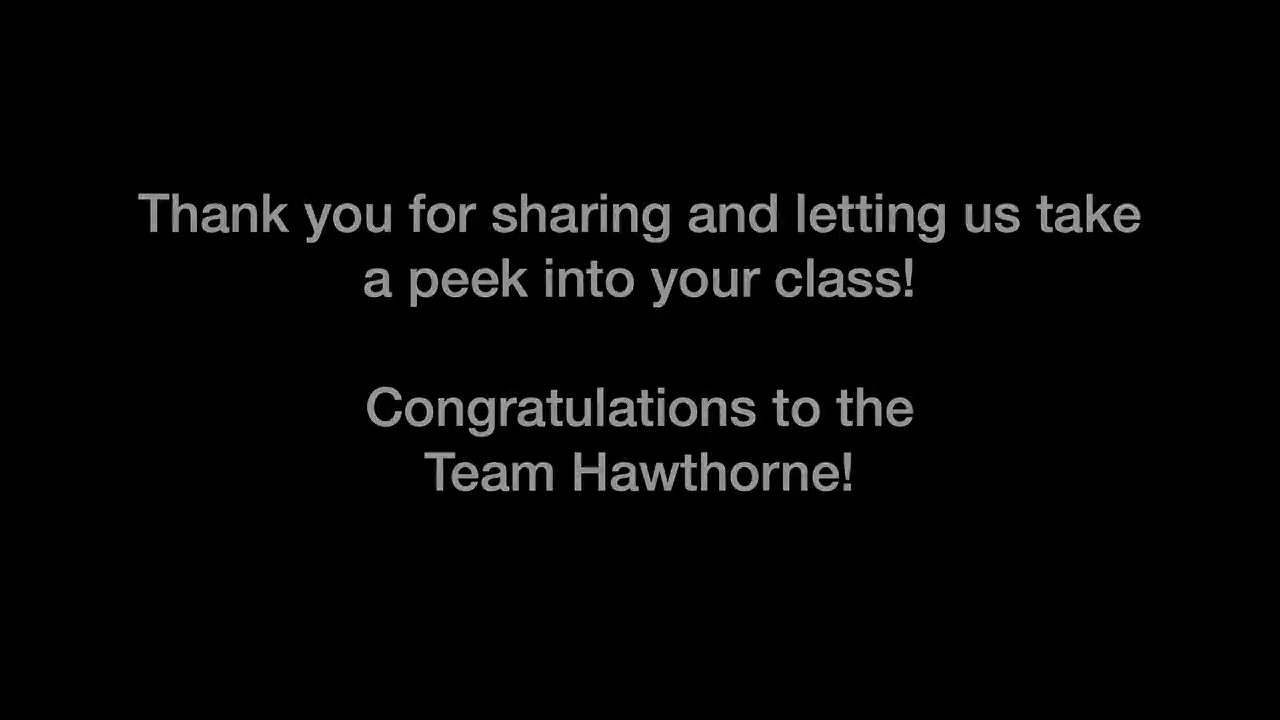 Thank you for sharing and letting us take
a peek into your class!
Congratulations to the
Team Hawthorne!